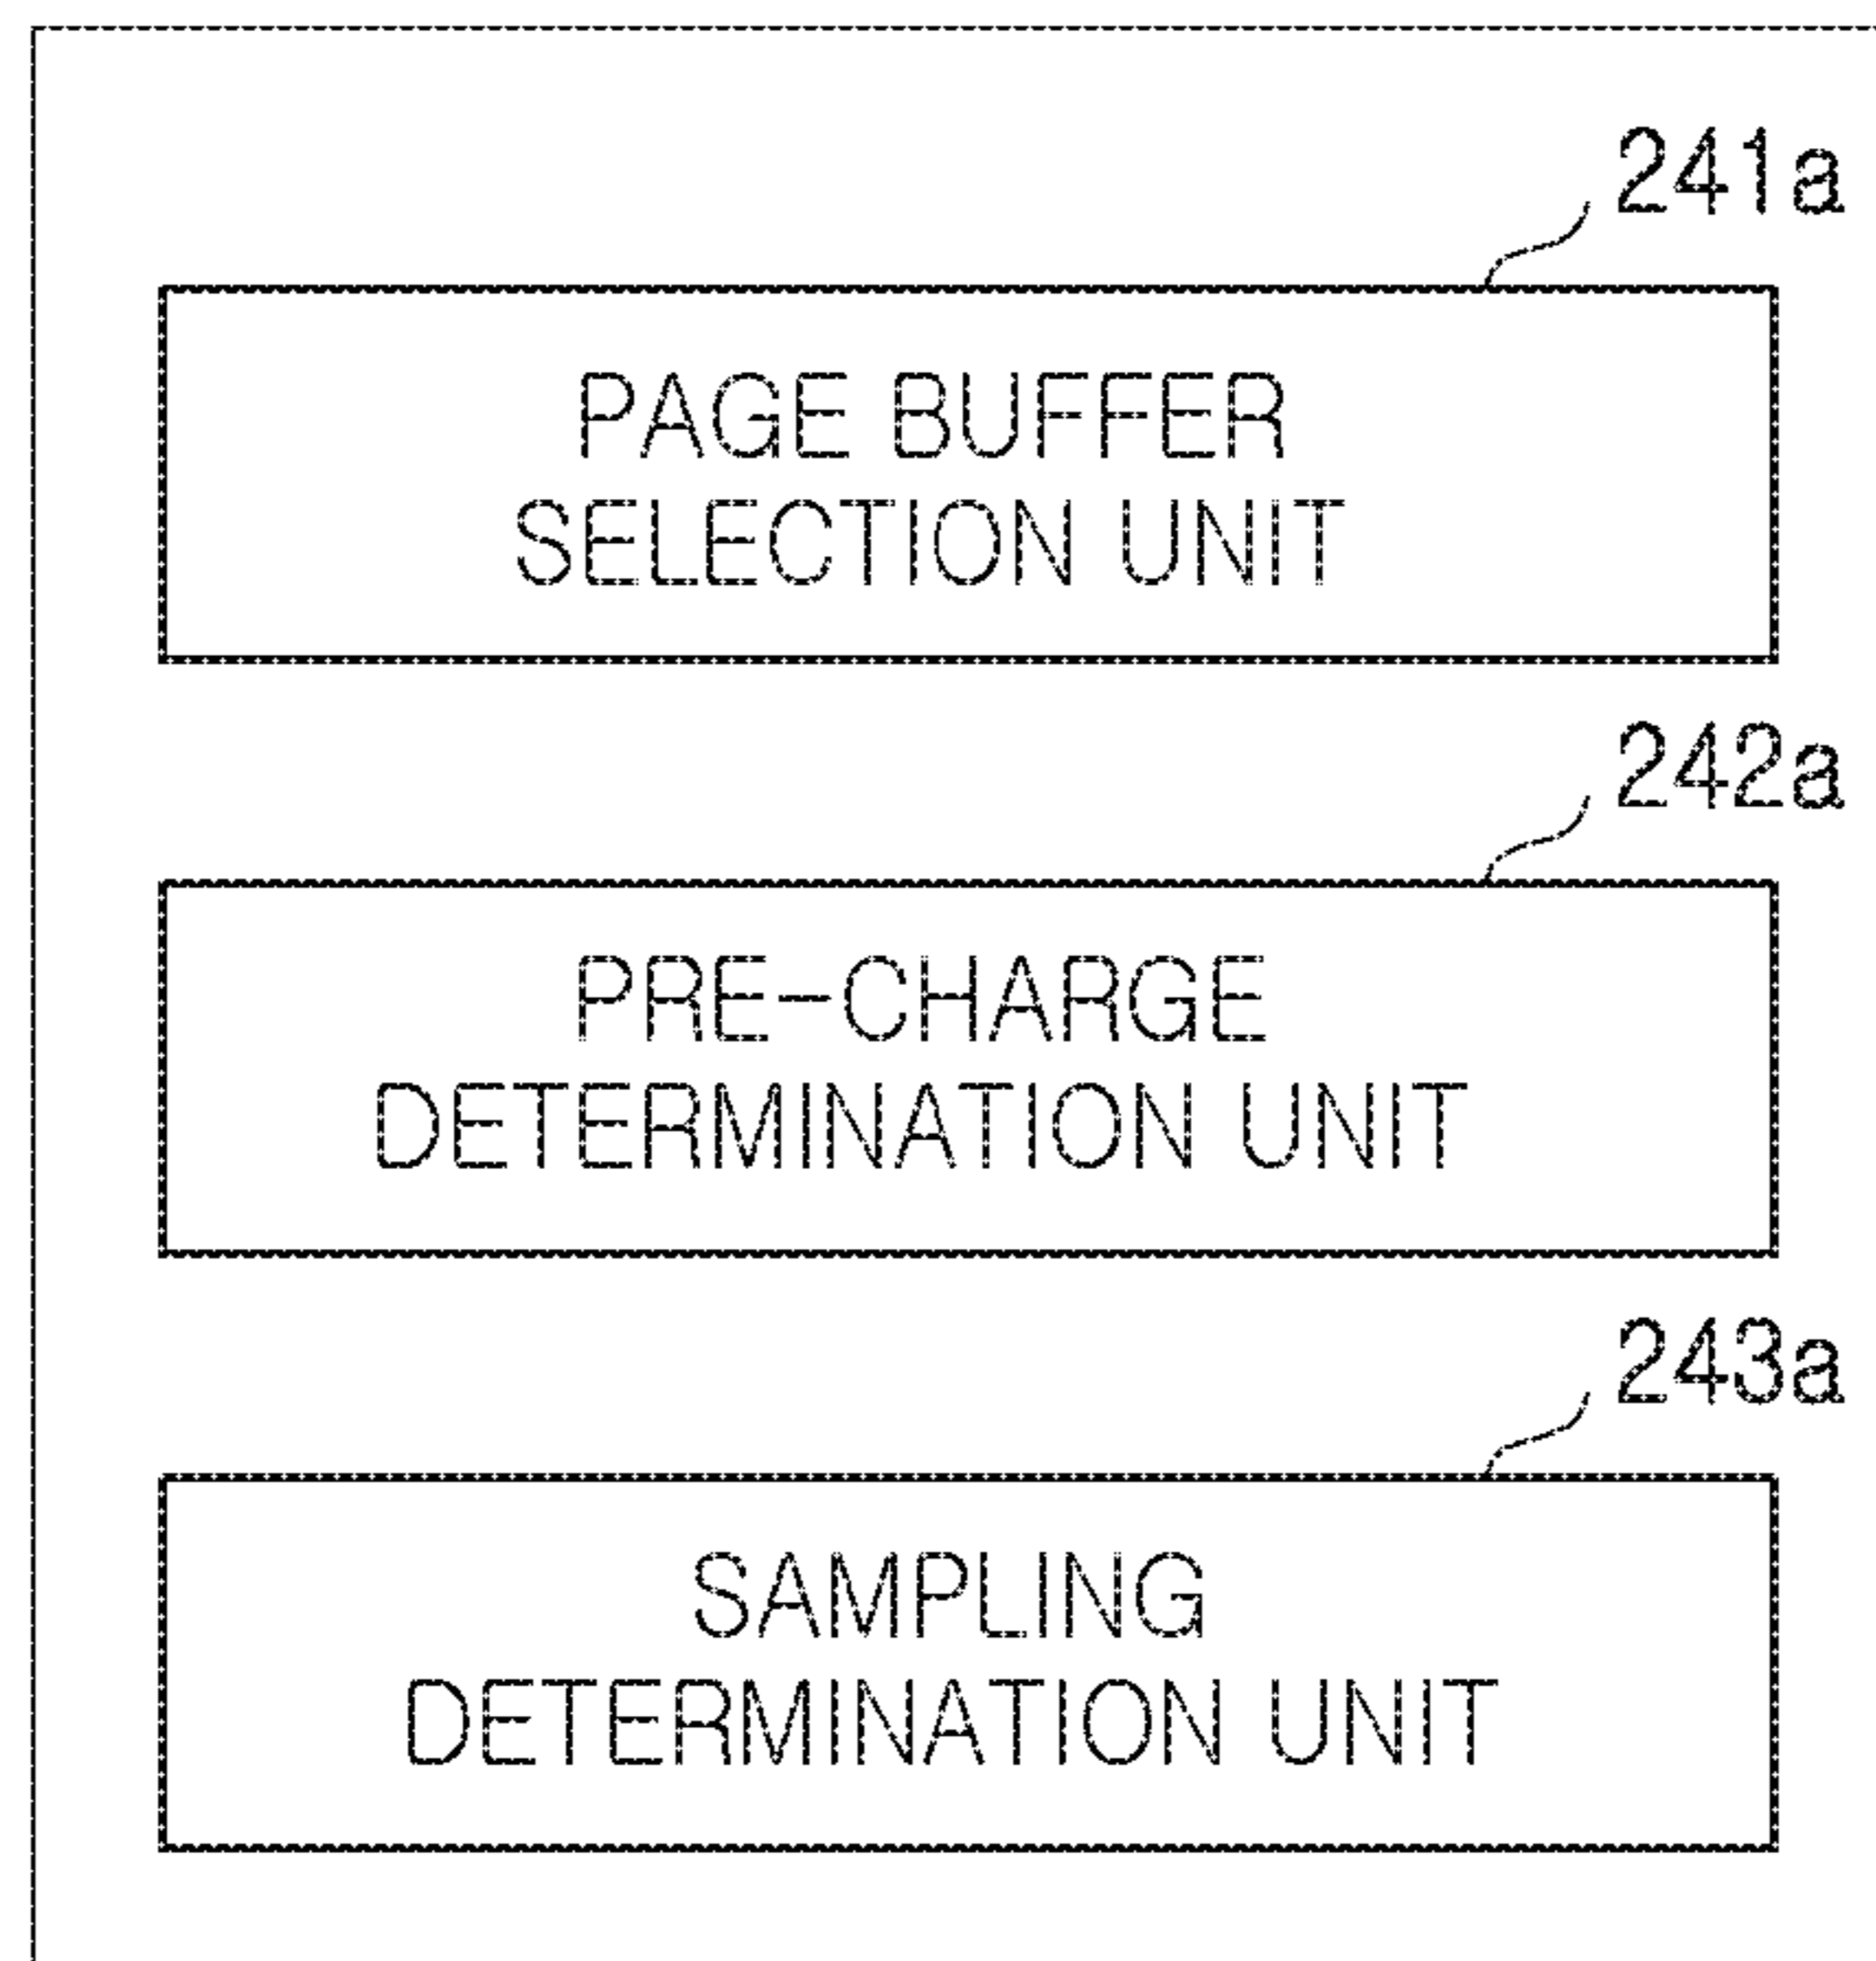 241a
PAGE BUFFER
SELECTION UNIT
242a
PRE-CHARGE
DETERMINATION UNIT
243a
SAMPLING
DETERMINATION UNIT